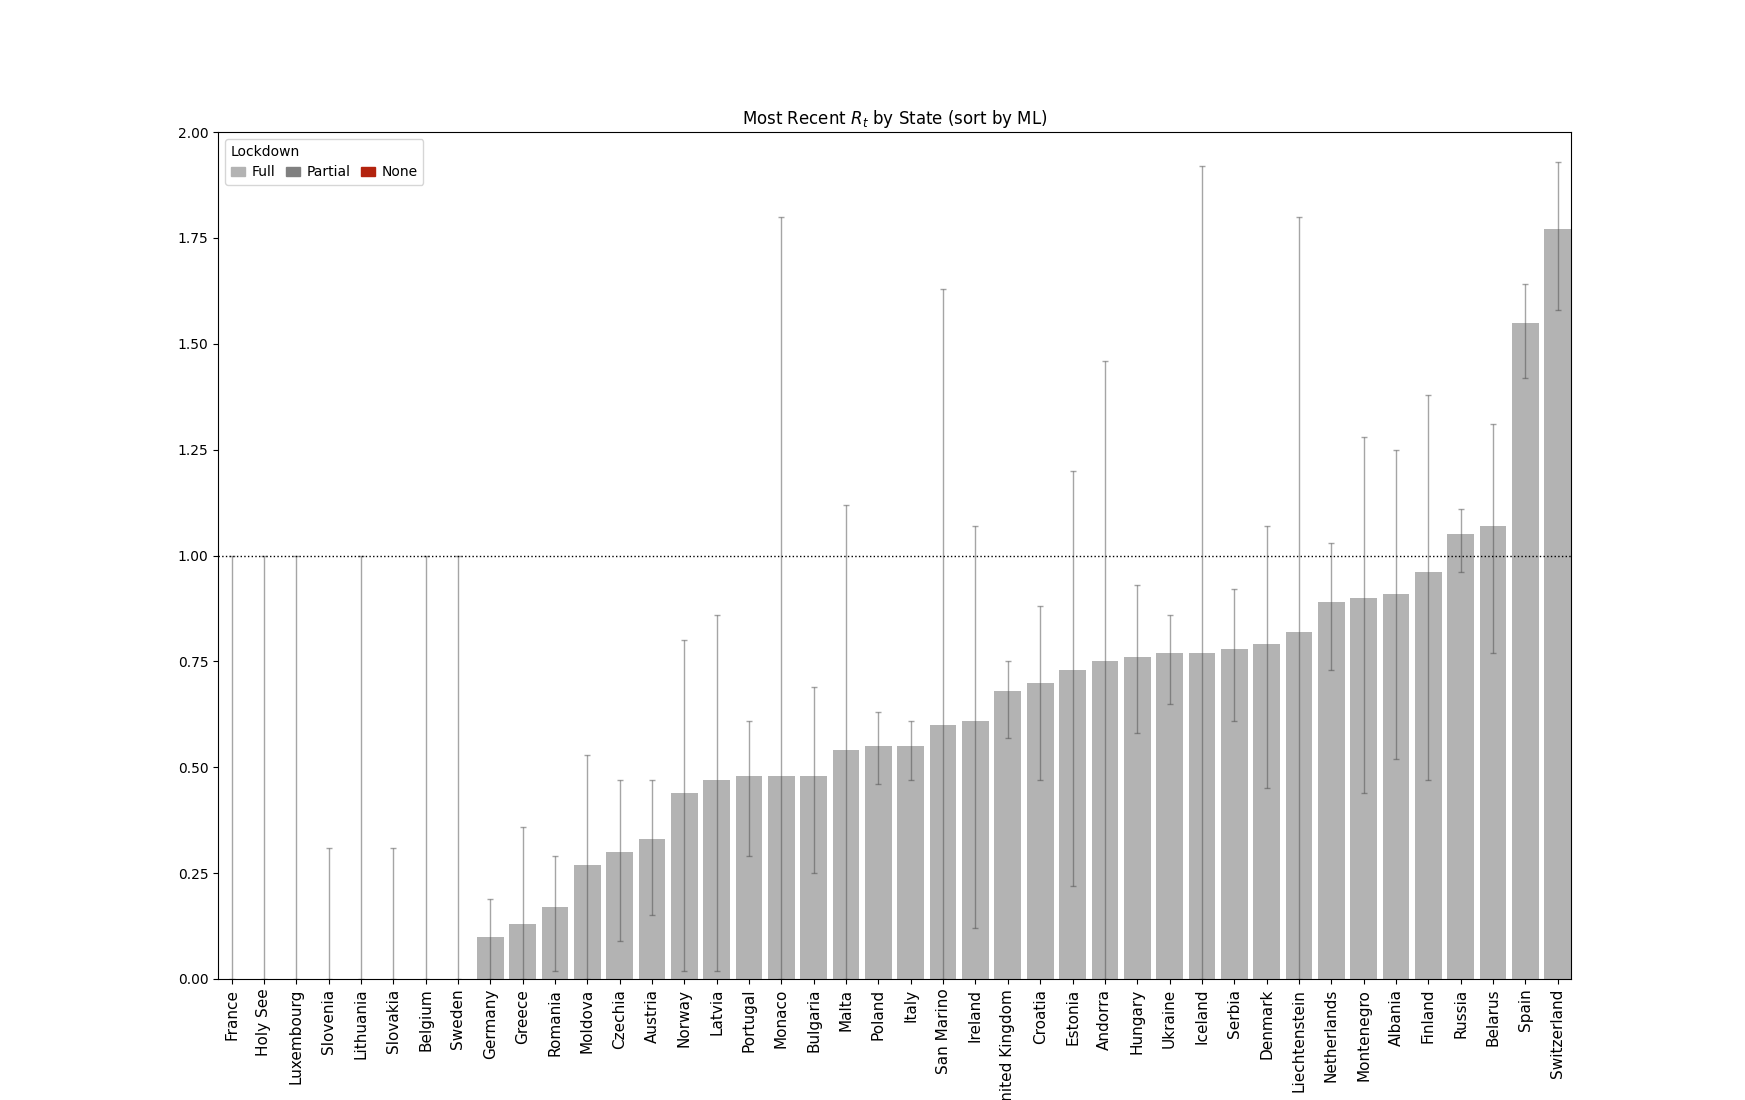 Most Recent R_t by State (sort by ML)
2.00
Lockdown
Full Partial None
1.75
1.50
1.25
1.00
0.75
0.50
0.25
0.00
France
Holy See
Luxembourg
Slovenia
Lithuania
Slovakia
Belgium
Sweden
Germany
Greece
Romania
Moldova
Czechia
Austria
Norway
Latvia
Portugal
Monaco
Bulgaria
Malta
Poland
Italy
San Marino
Ireland
nited Kingdom
Croatia
Estonia
Andorra
Hungary
Ukraine
Iceland
Serbia
Denmark
Liechtenstein
Netherlands
Montenegro
Albania
Finland
Russia
Belarus
Spain
Switzerland